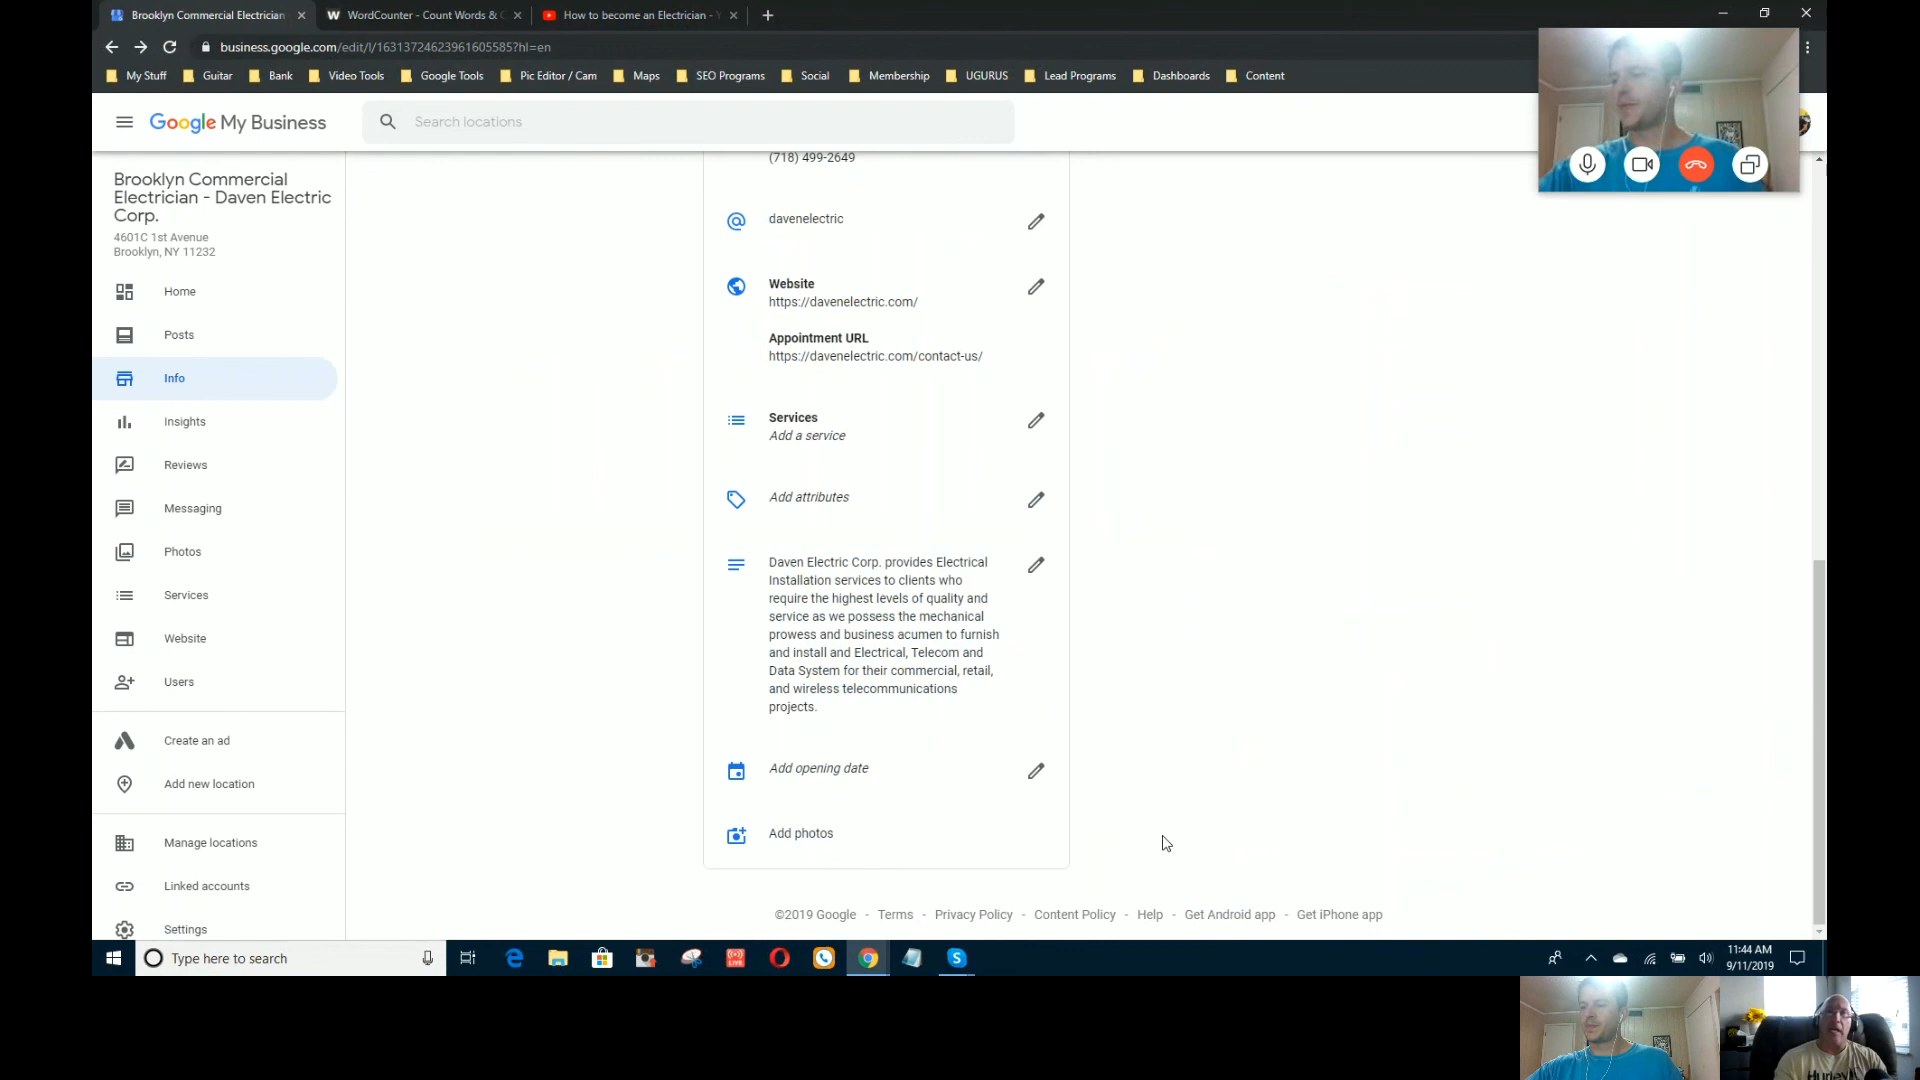 Brooklyn Commercial Electrician
WordCounter - Count Words &
How to become an Electrician -
business.google.com/edit/l/16313724623961605585?hl=en
My Stuff
Guitar
Bank
Video Tools
Google Tools
Pic Editor / Cam
Maps
SEO Programs
Social
Membership
UGURUS
Lead Programs
Dashboards
Content
Google My Business
Search locations
Brooklyn Commercial
Electrician - Daven Electric
Corp.
4601C 1st Avenue
Brooklyn, NY 11232
Home
Posts
Info
Insights
Reviews
Messaging
Photos
Services
Website
Users
Create an ad
Add new location
Manage locations
Linked accounts
Settings
(718) 499-2649
davenelectric
Website
https://davenelectric.com/
Appointment URL
https://davenelectric.com/contact-us/
Services
Add a service
Add attributes
Daven Electric Corp. provides Electrical
Installation services to clients who
require the highest levels of quality and
service as we possess the mechanical
prowess and business acumen to furnish
and install and Electrical, Telecom and
Data System for their commercial, retail,
and wireless telecommunications
projects.
Add opening date
Add photos
©2019 Google - Terms - Privacy Policy - Content Policy - Help - Get Android app - Get iPhone app
Type here to search
LIVE
11:44 AM
9/11/2019
Hurley